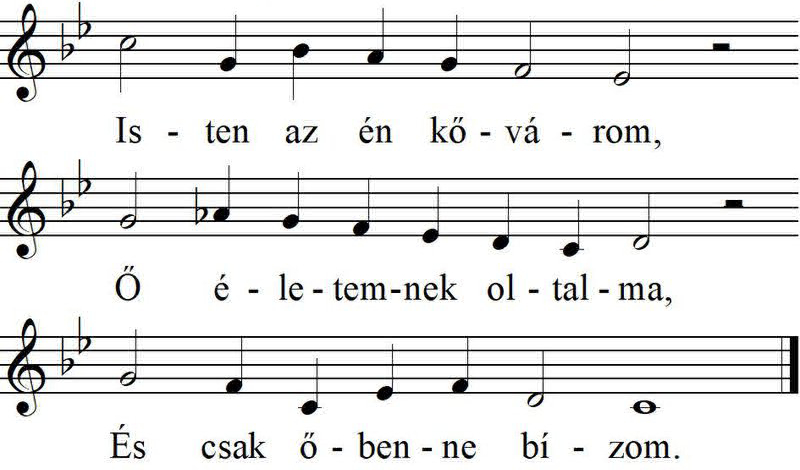 Is - ten az én kő - vá - rom,
Ő é - le - tem - nek ol - tal - ma,
És csak ő - ben - ne bí - zom.